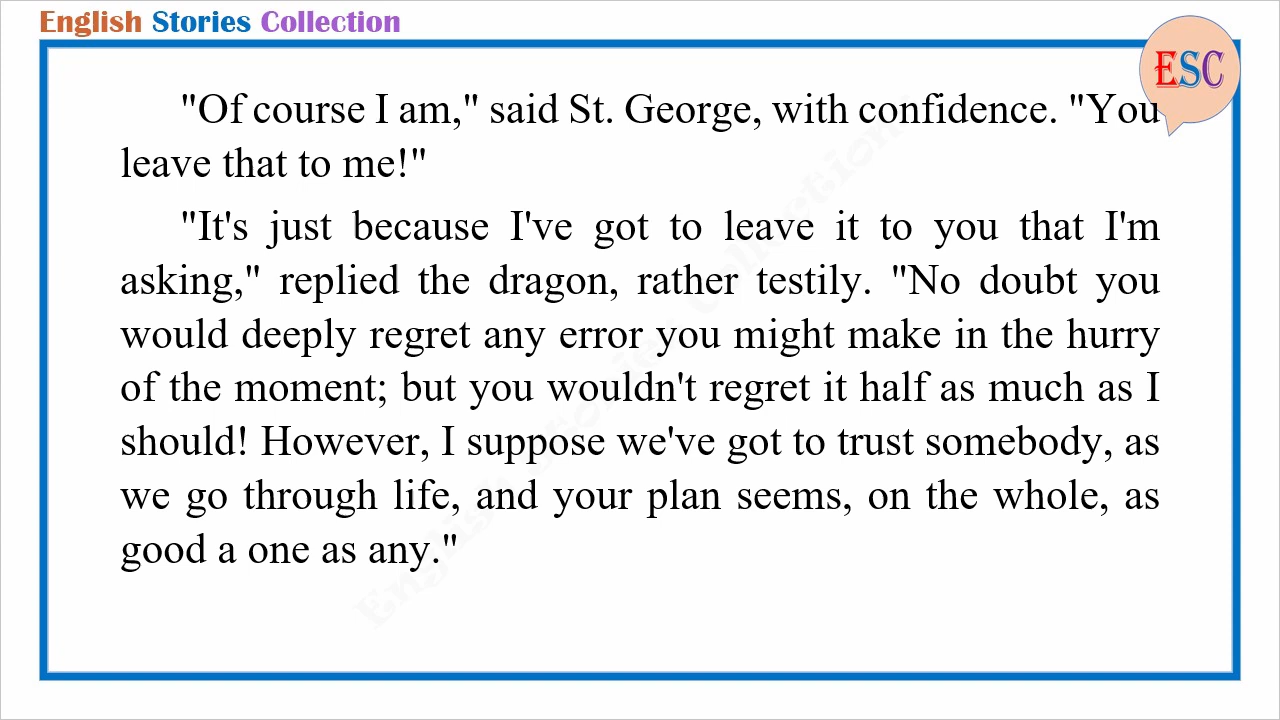 English Stories Collection
ESC
"Of course I am," said St. George, with confidence. "You
leave that to me!"
"It's just because I've got to leave it to you that I'm
asking," replied the dragon, rather testily. "No doubt you
would deeply regret any error you might make in the hurry
of the moment; but you wouldn't regret it half as much as I
should! However, I suppose we've got to trust somebody, as
we go through life, and your plan seems, on the whole, as
good a one as any."
English Stories Collection